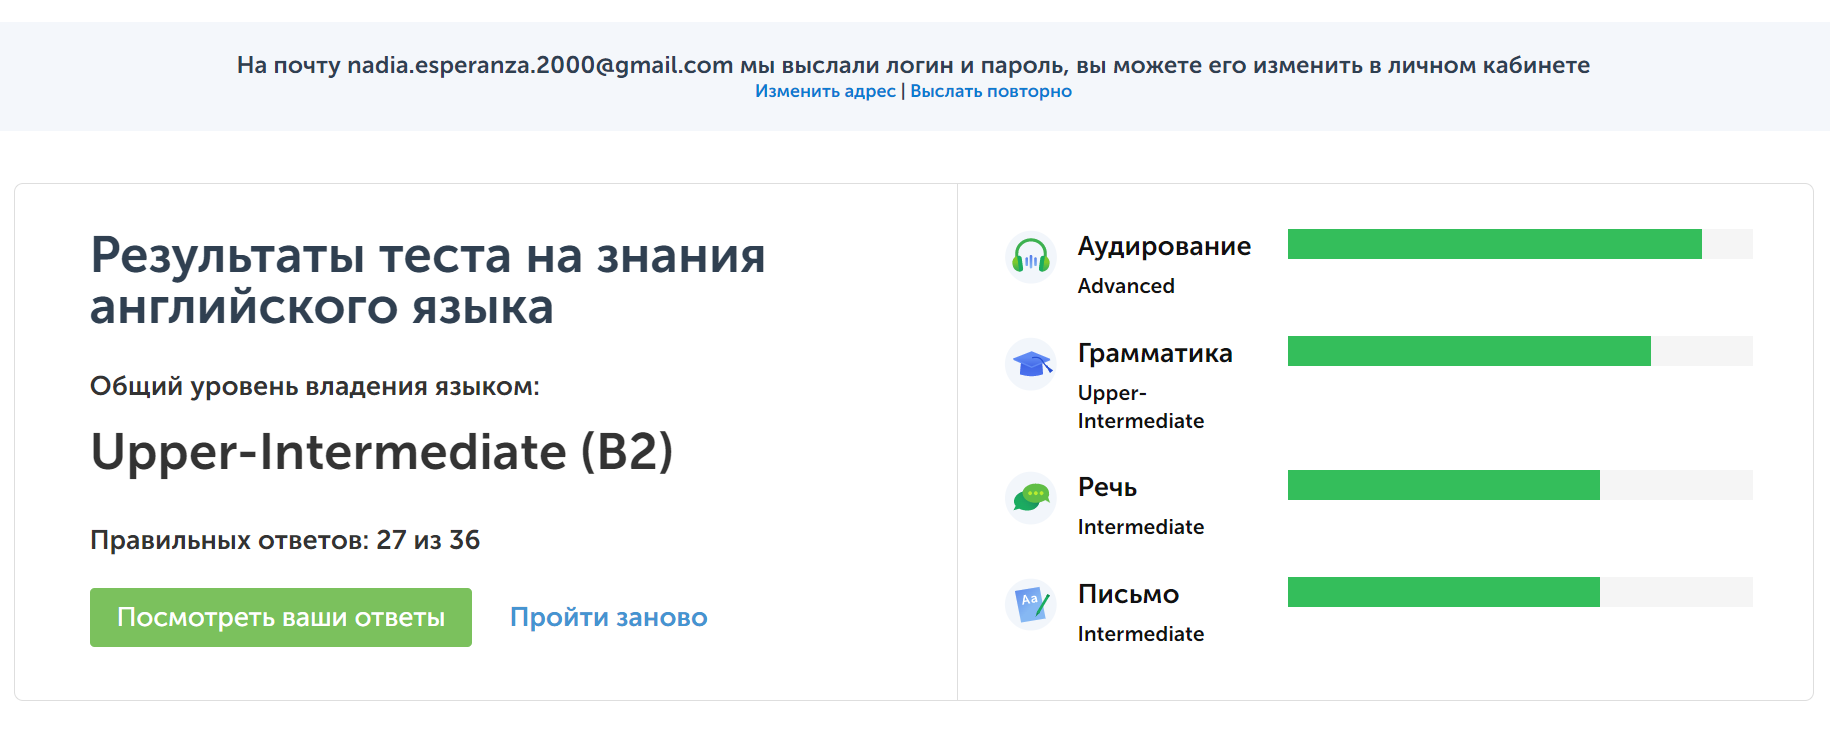 На почту nadia.esperanza.2000@gmail.com мы выслали логин и пароль, вы можете его изменить в личном кабинете
Изменить адрес | Выслать повторно
Результаты теста на знания
английского языка
Общий уровень владения языком:
Upper-Intermediate (B2)
Правильных ответов: 27 из 36
Посмотреть ваши ответы
Пройти заново
Аудирование
Advanced
Грамматика
Upper-
Intermediate
Речь
Intermediate
Aa
Письмо
Intermediate